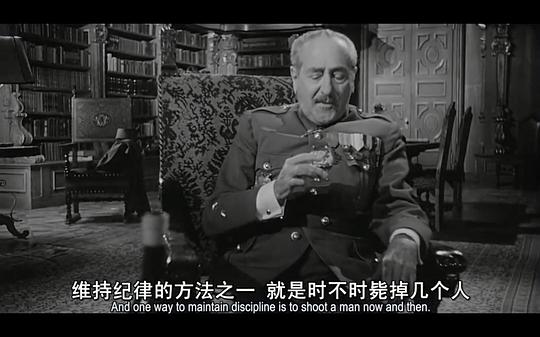 维持纪律的方法之一 就是时不时毙掉几个人
And one way to maintain discipline is to shoot a man now and then.